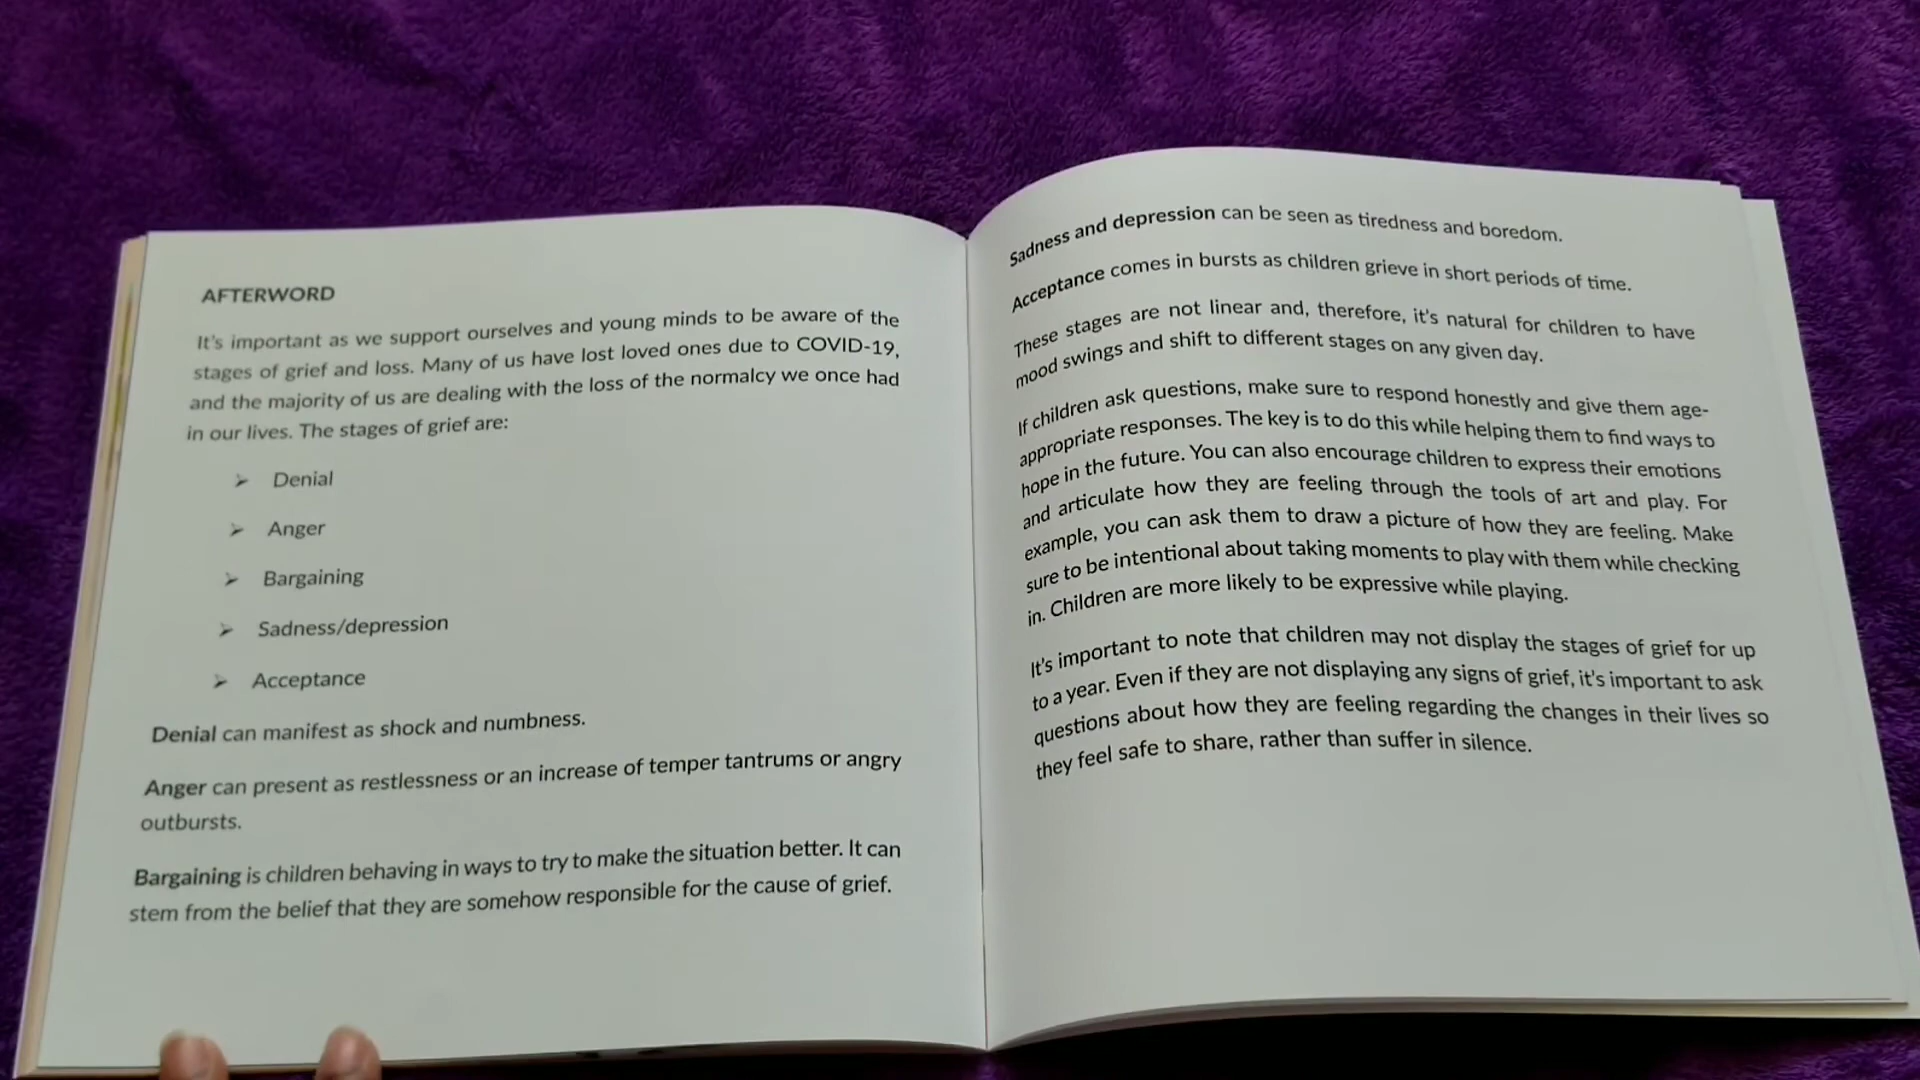 AFTERWORD
It's important as we support ourselves and young minds to be aware of the
stages of grief and loss. Many of us have lost loved ones due to COVID-19,
and the majority of us are dealing with the loss of the normalcy we once had
in our lives. The stages of grief are:
➢ Denial
➢ Anger
➢ Bargaining
➢ Sadness/depression
➢ Acceptance
Denial can manifest as shock and numbness.
Anger can present as restlessness or an increase of temper tantrums or angry
outbursts.
Bargaining is children behaving in ways to try to make the situation better. It can
stem from the belief that they are somehow responsible for the cause of grief.
Sadness and depression can be seen as tiredness and boredom.
Acceptance comes in bursts as children grieve in short periods of time.
These stages are not linear and, therefore, it's natural for children to have
mood swings and shift to different stages on any given day.
If children ask questions, make sure to respond honestly and give them age-
appropriate responses. The key is to do this while helping them to find ways to
hope in the future. You can also encourage children to express their emotions
and articulate how they are feeling through the tools of art and play. For
example, you can ask them to draw a picture of how they are feeling. Make
sure to be intentional about taking moments to play with them while checking
in. Children are more likely to be expressive while playing.
It's important to note that children may not display the stages of grief for up
to a year. Even if they are not displaying any signs of grief, it's important to ask
questions about how they are feeling regarding the changes in their lives so
they feel safe to share, rather than suffer in silence.